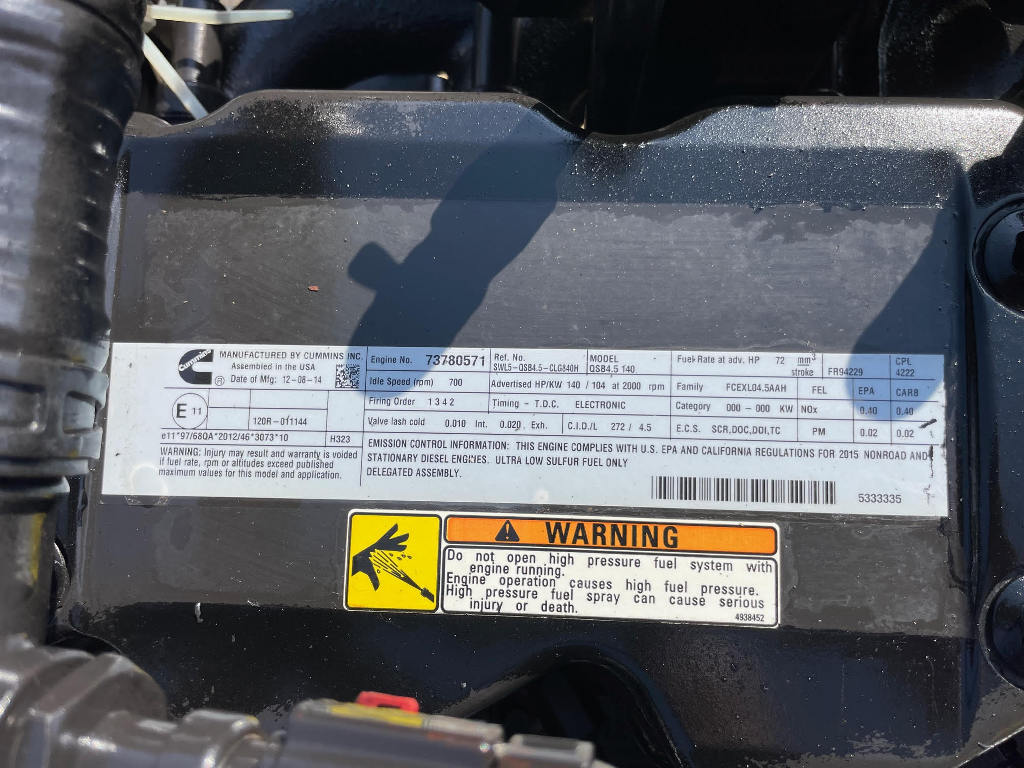 Cummins
MANUFACTURED BY CUMMINS INC.
Assembled in the USA
® Date of Mfg: 12-08-14
E 11
120R-011144
e11*97/68QA*2012/46*3073*10 H323
WARNING: Injury may result and warranty is voided
if fuel rate, rpm or altitudes exceed published
maximum values for this model and application.
Engine No. 73780571
Ref. No.
SWL5-QSB4.5-CLG840H
MODEL
QSB4.5 140
Fuel Rate at adv. HP 72 mm³
stroke
FR94229
CPL
4222
Idle Speed (rpm) 700
Advertised HP/KW 140 / 104 at 2000 rpm
Family FCEXL04.5AAH
FEL EPA CARB
Firing Order 1 3 4 2
Timing - T.D.C. ELECTRONIC
Category 000 - 000 KW
NOx 0.40 0.40
Valve lash cold 0.010 Int. 0.020 Exh.
C.I.D./L 272 / 4.5
E.C.S. SCR,DOC,DDI,TC
PM 0.02 0.02
EMISSION CONTROL INFORMATION: THIS ENGINE COMPLIES WITH U.S. EPA AND CALIFORNIA REGULATIONS FOR 2015 NONROAD AND
STATIONARY DIESEL ENGINES. ULTRA LOW SULFUR FUEL ONLY
DELEGATED ASSEMBLY.
5333335
WARNING
Do not open high pressure fuel system with
engine running.
Engine operation causes high fuel pressure.
High pressure fuel spray can cause serious
injury or death.
4938452